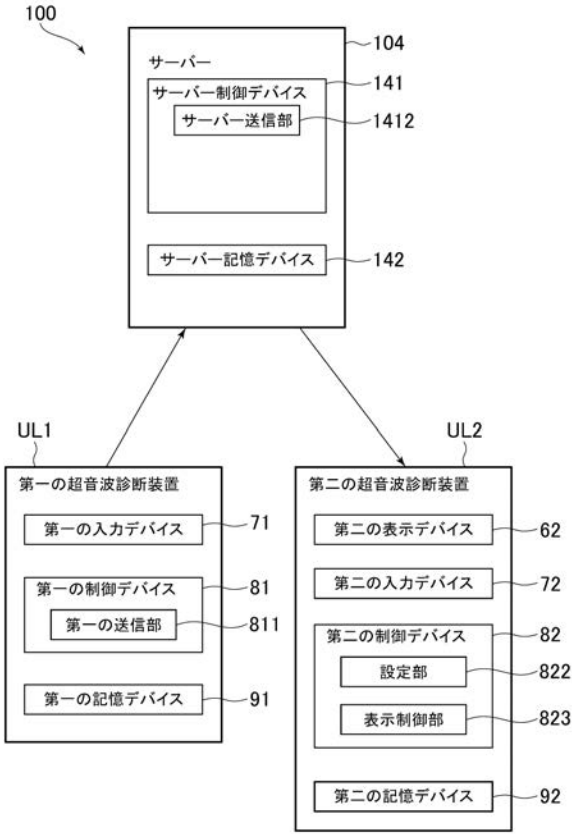 100
104
サーバー
141
サーバー制御デバイス
サーバー送信部
1412
サーバー記憶デバイス
142
UL1
第一の超音波診断装置
第一の入力デバイス
71
第一の制御デバイス
81
第一の送信部
811
第一の記憶デバイス
91
UL2
第二の超音波診断装置
第二の表示デバイス
62
第二の入力デバイス
72
第二の制御デバイス
82
設定部
822
表示制御部
823
第二の記憶デバイス
92